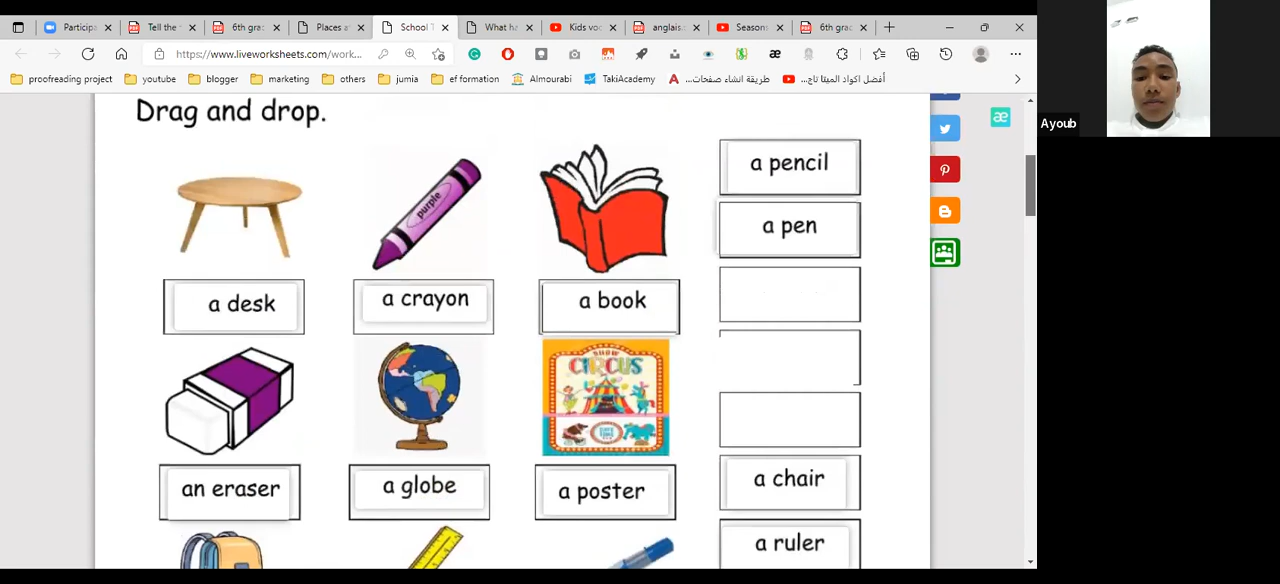 Participa
Tell the
6th gra
Places a
School T
What ha
Kids voc
anglais.
Seasons
6th grac
https://www.liveworksheets.com/work...
proofreading project
youtube
blogger
marketing
others
jumia
ef formation
Almourabi
TakiAcademy
طريقة انشاء صفحات...
أفضل اكواد الميتا تاج...
Drag and drop.
purple
a pencil
a pen
a desk
a crayon
a book
SHOW
CIRCUS
an eraser
a globe
a poster
a chair
a ruler
Ayoub